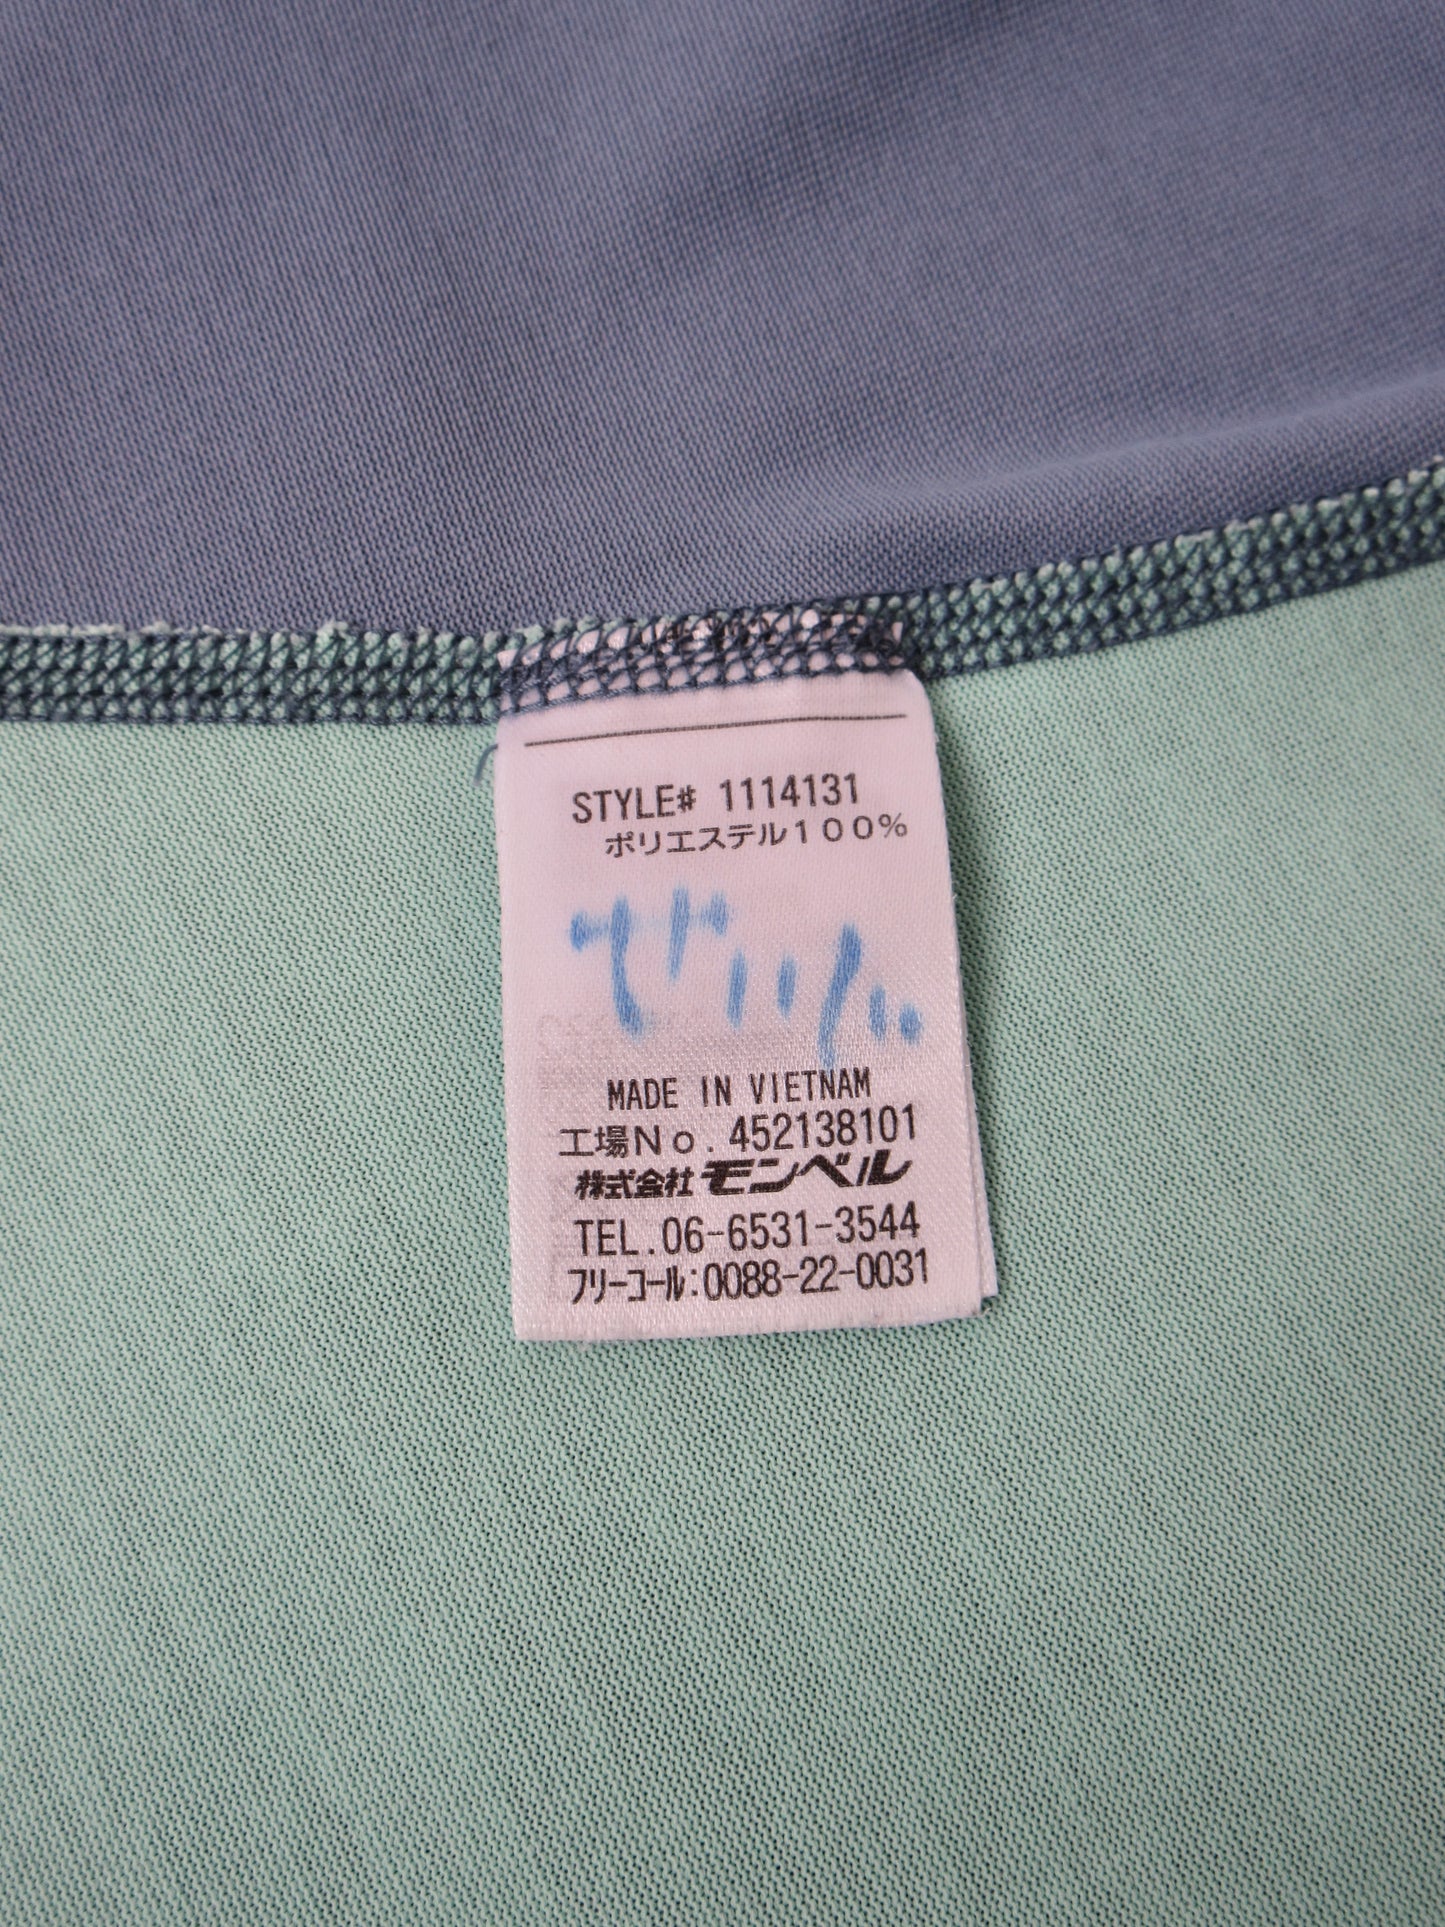 STYLE# 1114131
ポリエステル100%
MADE IN VIETNAM
工場No.452138101
株式会社モンベル
TEL.06-6531-3544
フリーコール:0088-22-0031